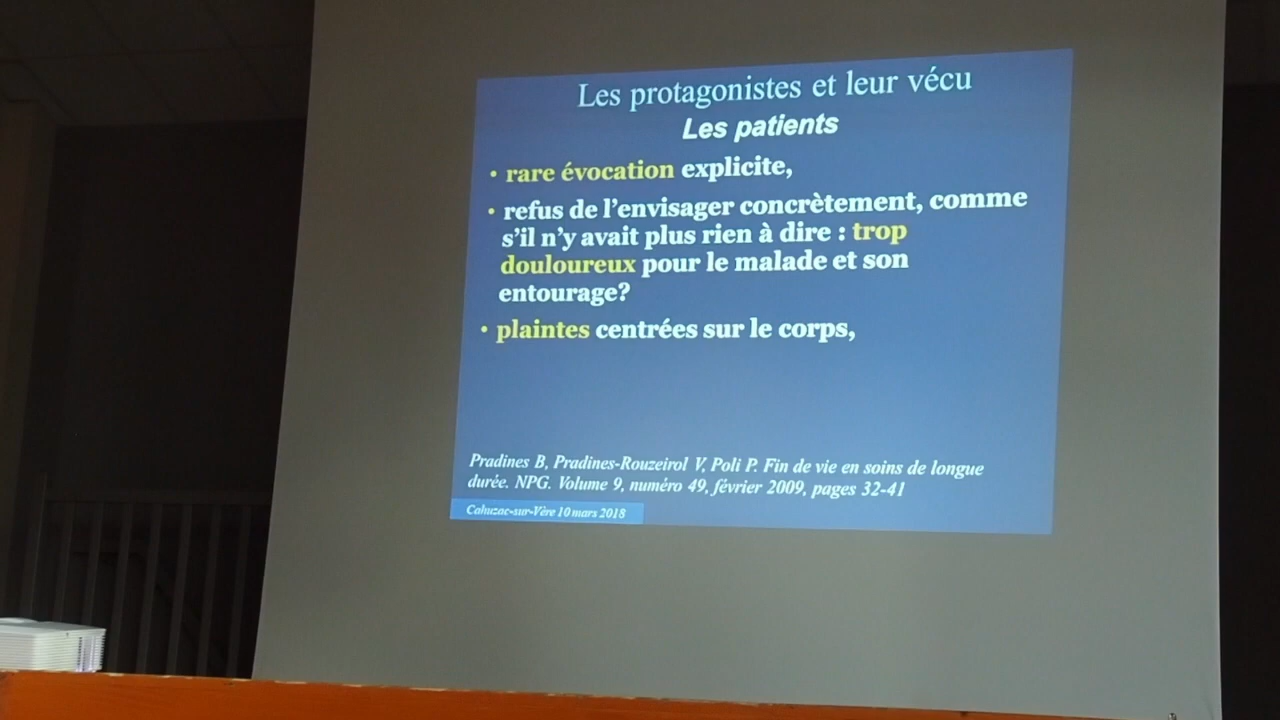 Les protagonistes et leur vécu
Les patients
• rare évocation explicite,
• refus de l'envisager concrètement, comme
s'il n'y avait plus rien à dire : trop
douloureux pour le malade et son
entourage?
• plaintes centrées sur le corps,
Pradines B, Pradines-Rouzeirol V, Poli P. Fin de vie en soins de longue
durée. NPG. Volume 9, numéro 49, février 2009, pages 32-41
Cahuzac-sur-Vère 10 mars 2018